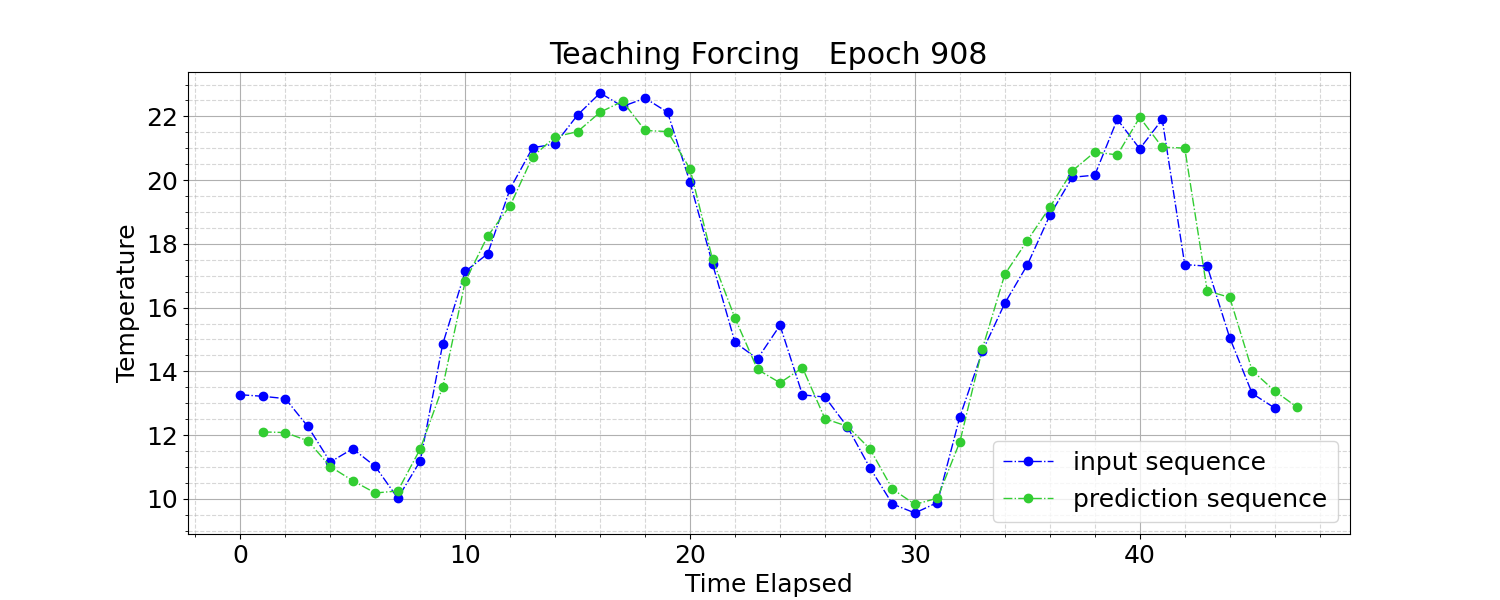 Teaching Forcing   Epoch 908
Temperature
22
20
18
16
14
12
10
input sequence
prediction sequence
0 10 20 30 40
Time Elapsed